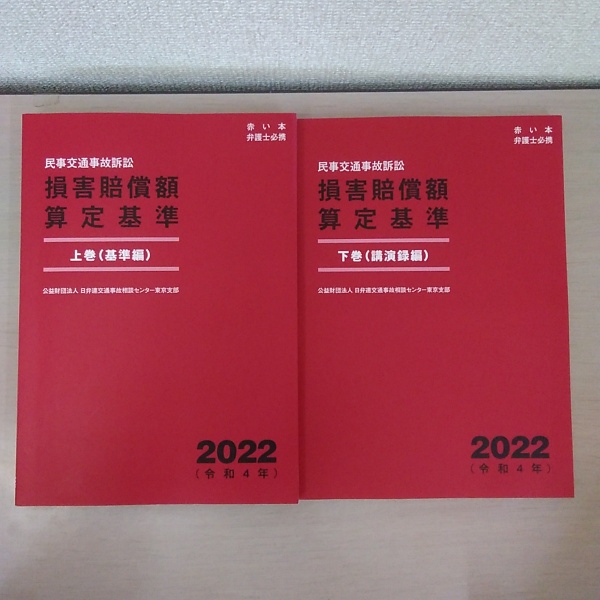 赤い本
弁護士必携
民事交通事故訴訟
損害賠償額
算定基準
上巻(基準編)
公益財団法人 日弁連交通事故相談センター東京支部
2022
(令和4年)
赤い本
弁護士必携
民事交通事故訴訟
損害賠償額
算定基準
下巻(講演録編)
公益財団法人 日弁連交通事故相談センター東京支部
2022
(令和4年)